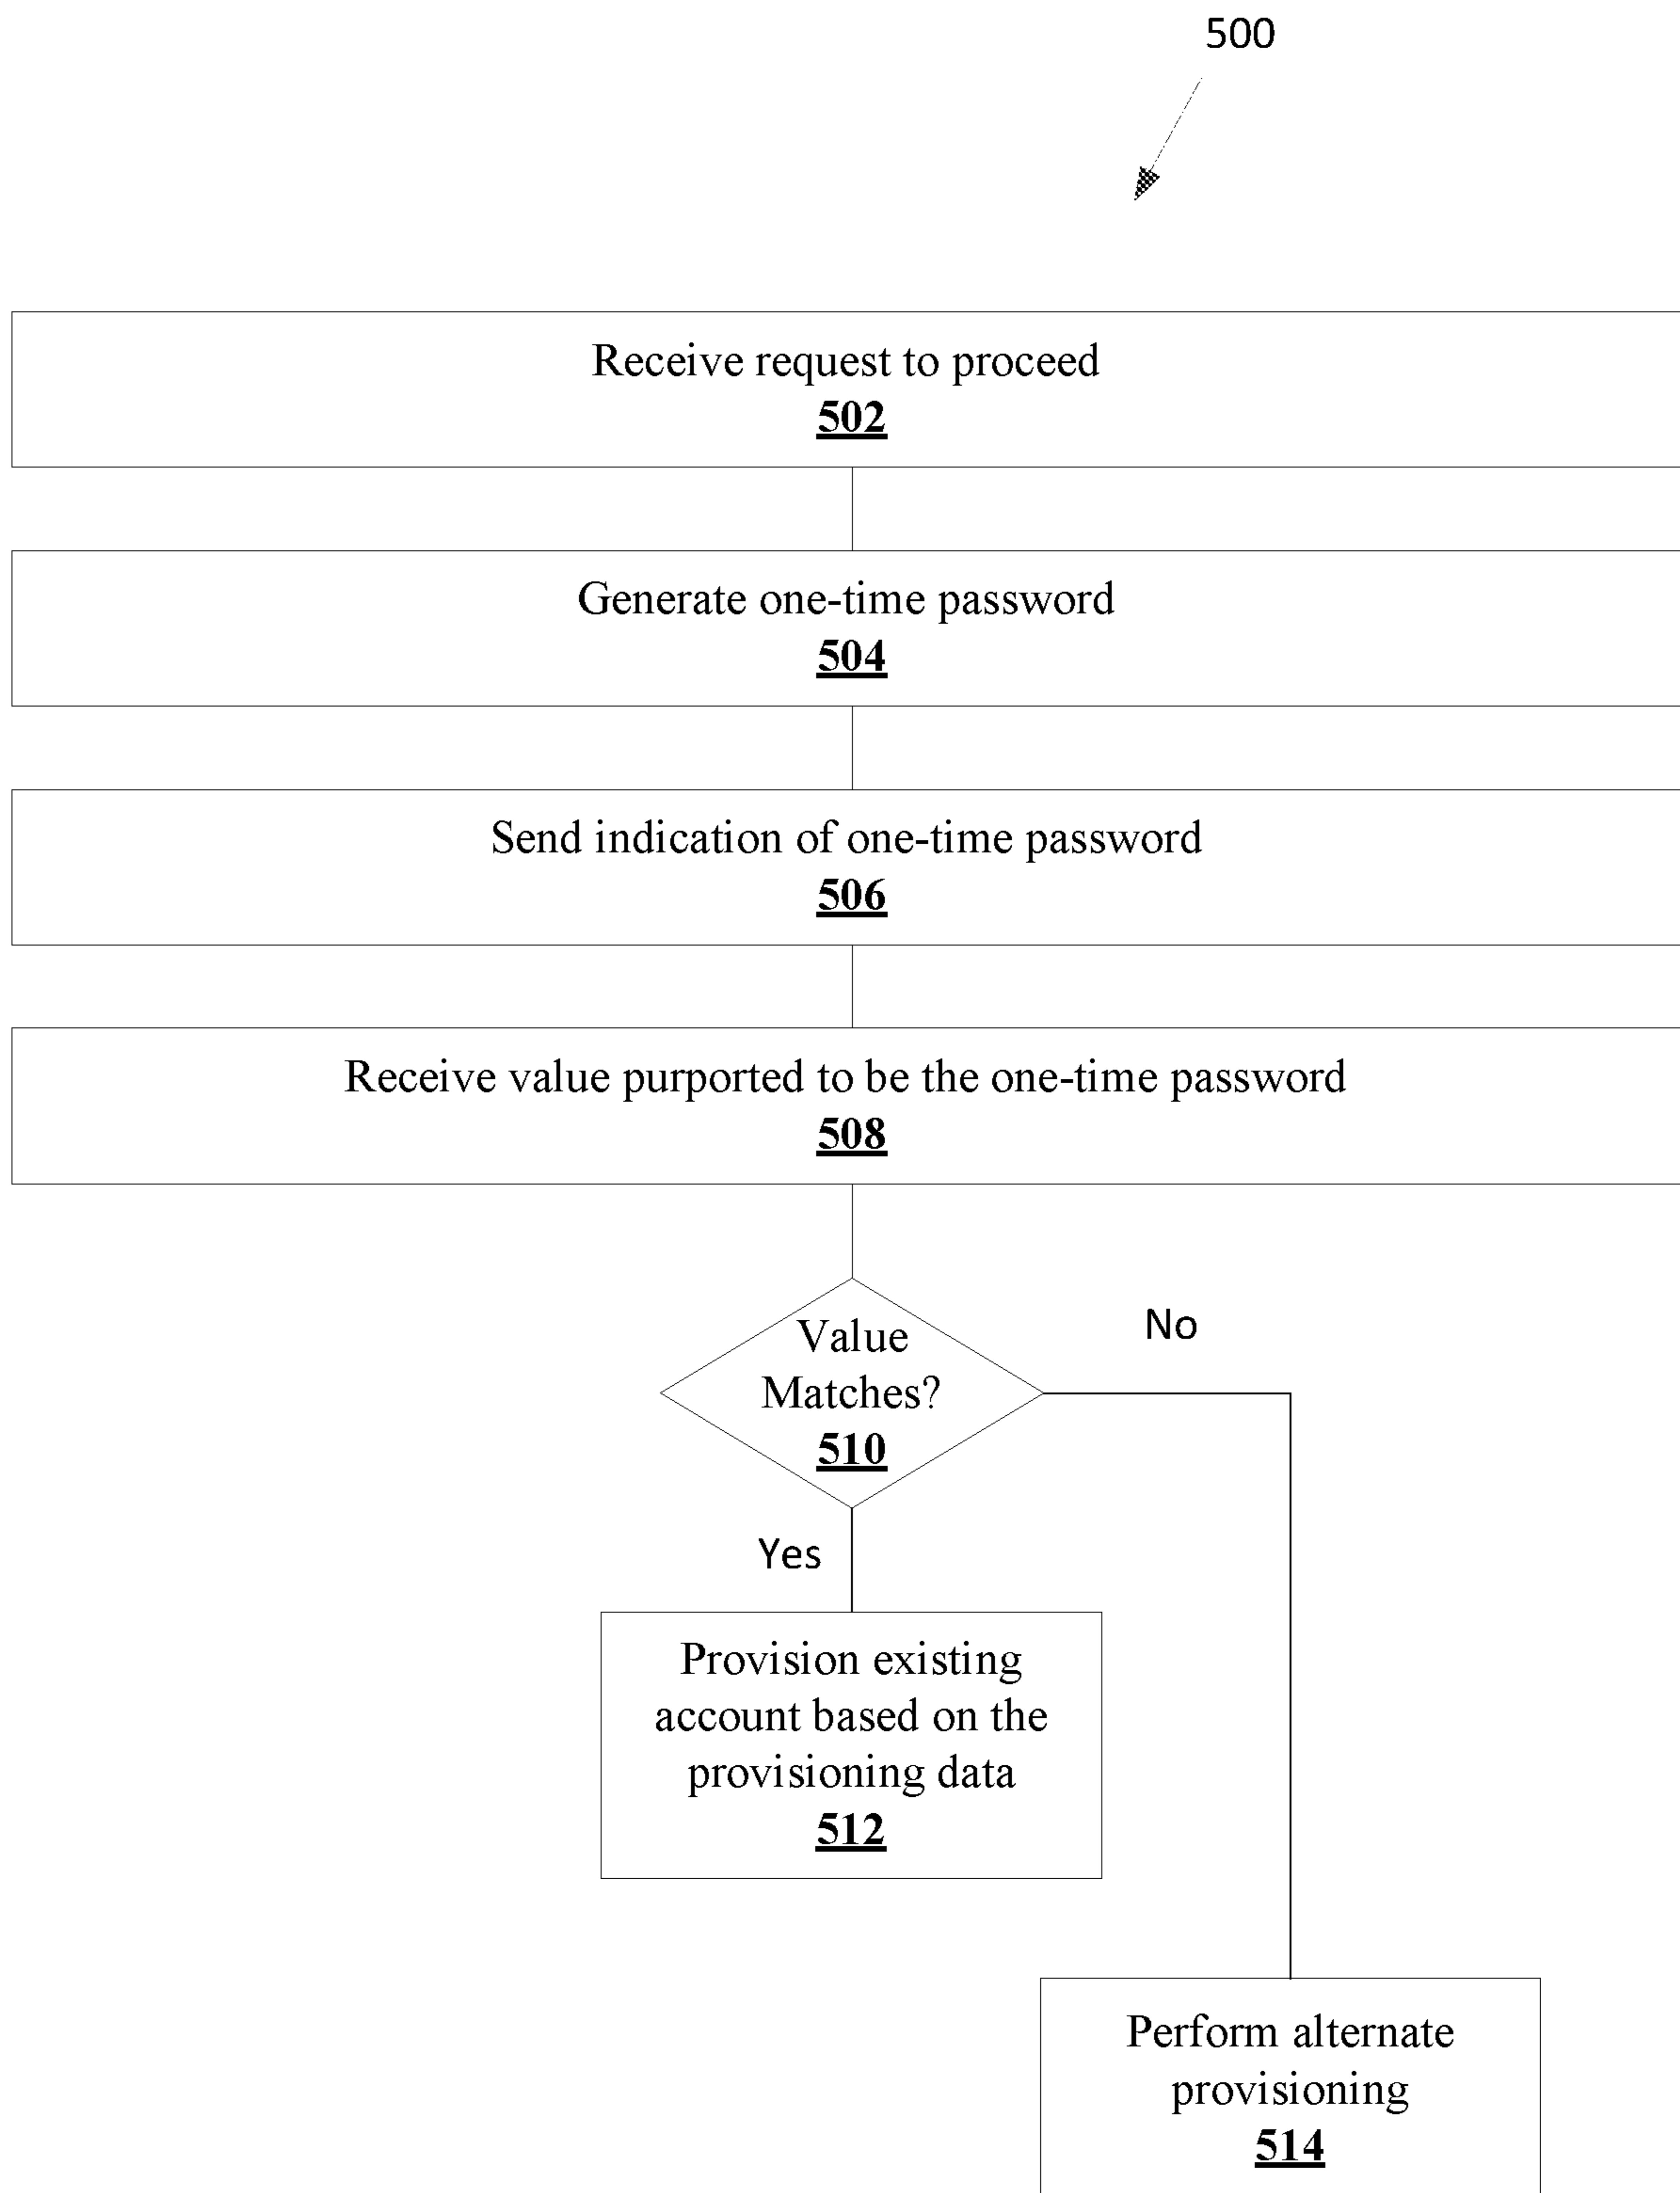 500
Receive request to proceed
502
Generate one-time password
504
Send indication of one-time password
506
Receive value purported to be the one-time password
508
Value
Matches?
510
No
Yes
Provision existing
account based on the
provisioning data
512
Perform alternate
provisioning
514